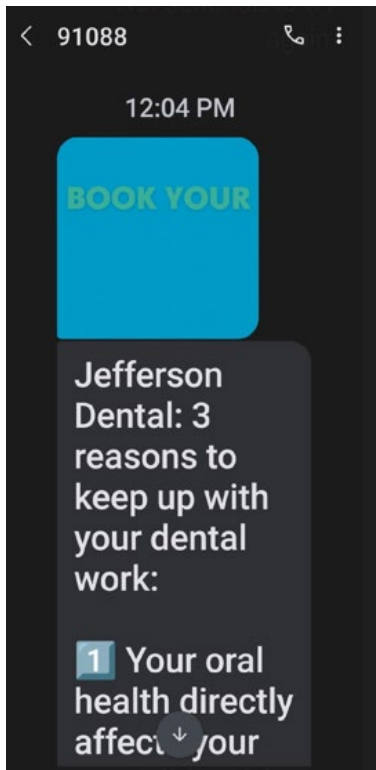 91088
12:04 PM
BOOK YOUR
Jefferson
Dental: 3
reasons to
keep up with
your dental
work:
1️⃣ Your oral
health directly
your